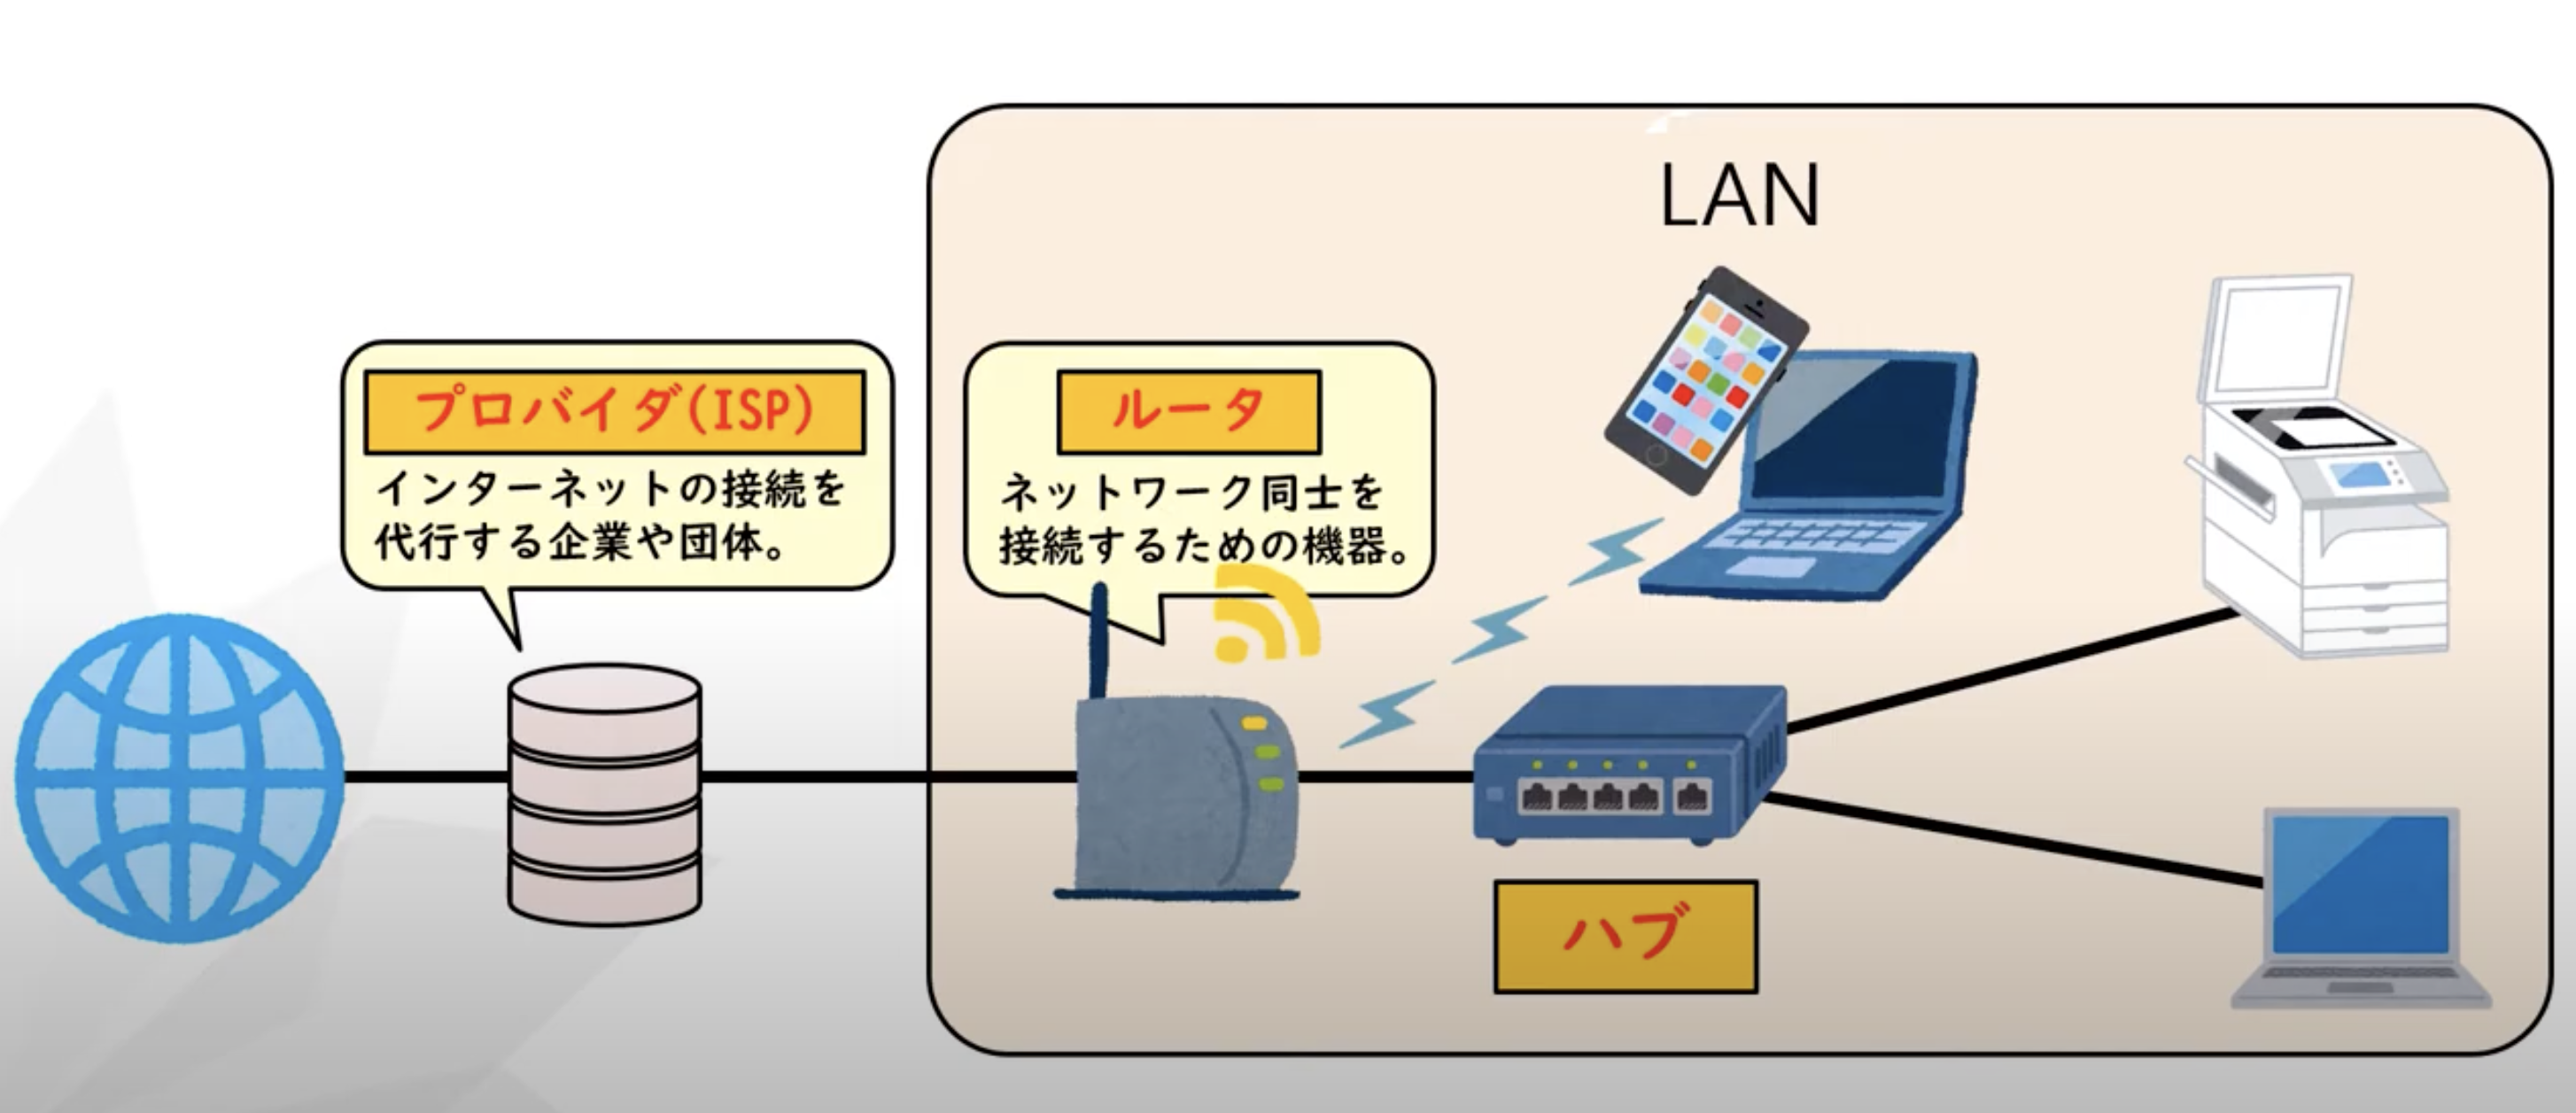 LAN
プロバイダ(ISP)
インターネットの接続を
代行する企業や団体。
ルータ
ネットワーク同士を
接続するための機器。
ハブ